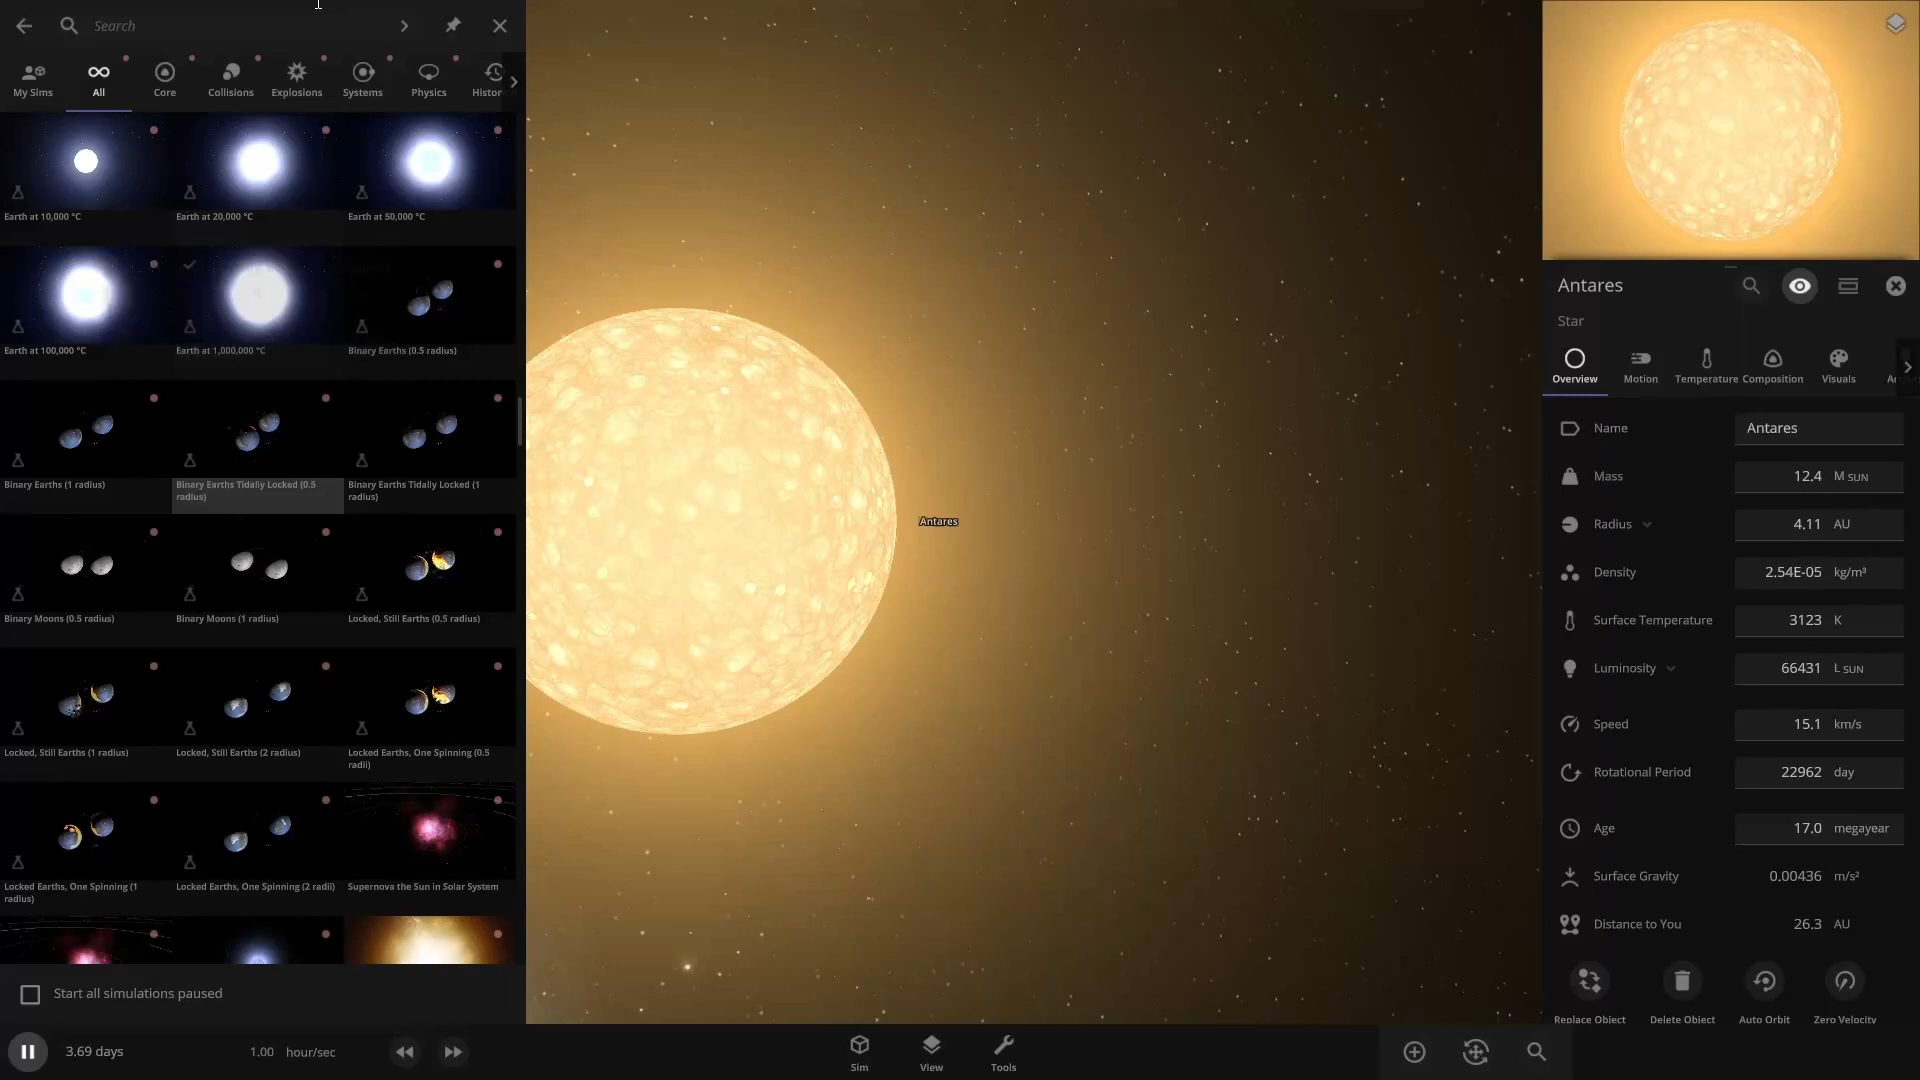 Search
My Sims
All
Core
Collisions
Explosions
Systems
Physics
Histor
Earth at 10,000 °C
Earth at 20,000 °C
Earth at 50,000 °C
Earth at 100,000 °C
Earth at 1,000,000 °C
Binary Earths (0.5 radius)
Binary Earths (1 radius)
Binary Earths Tidally Locked (0.5
radius)
Binary Earths Tidally Locked (1
radius)
Binary Moons (0.5 radius)
Binary Moons (1 radius)
Locked, Still Earths (0.5 radius)
Locked, Still Earths (1 radius)
Locked, Still Earths (2 radius)
Locked Earths, One Spinning (0.5
radii)
Locked Earths, One Spinning (1
radius)
Locked Earths, One Spinning (2 radii)
Supernova the Sun in Solar System
Start all simulations paused
3.69 days
1.00 hour/sec
Sim
View
Tools
Antares
Antares
Star
Overview
Motion
Temperature
Composition
Visuals
Name Antares
Mass 12.4 M SUN
Radius 4.11 AU
Density 2.54E-05 kg/m³
Surface Temperature 3123 K
Luminosity 66431 L SUN
Speed 15.1 km/s
Rotational Period 22962 day
Age 17.0 megayear
Surface Gravity 0.00436 m/s²
Distance to You 26.3 AU
Replace Object
Delete Object
Auto Orbit
Zero Velocity